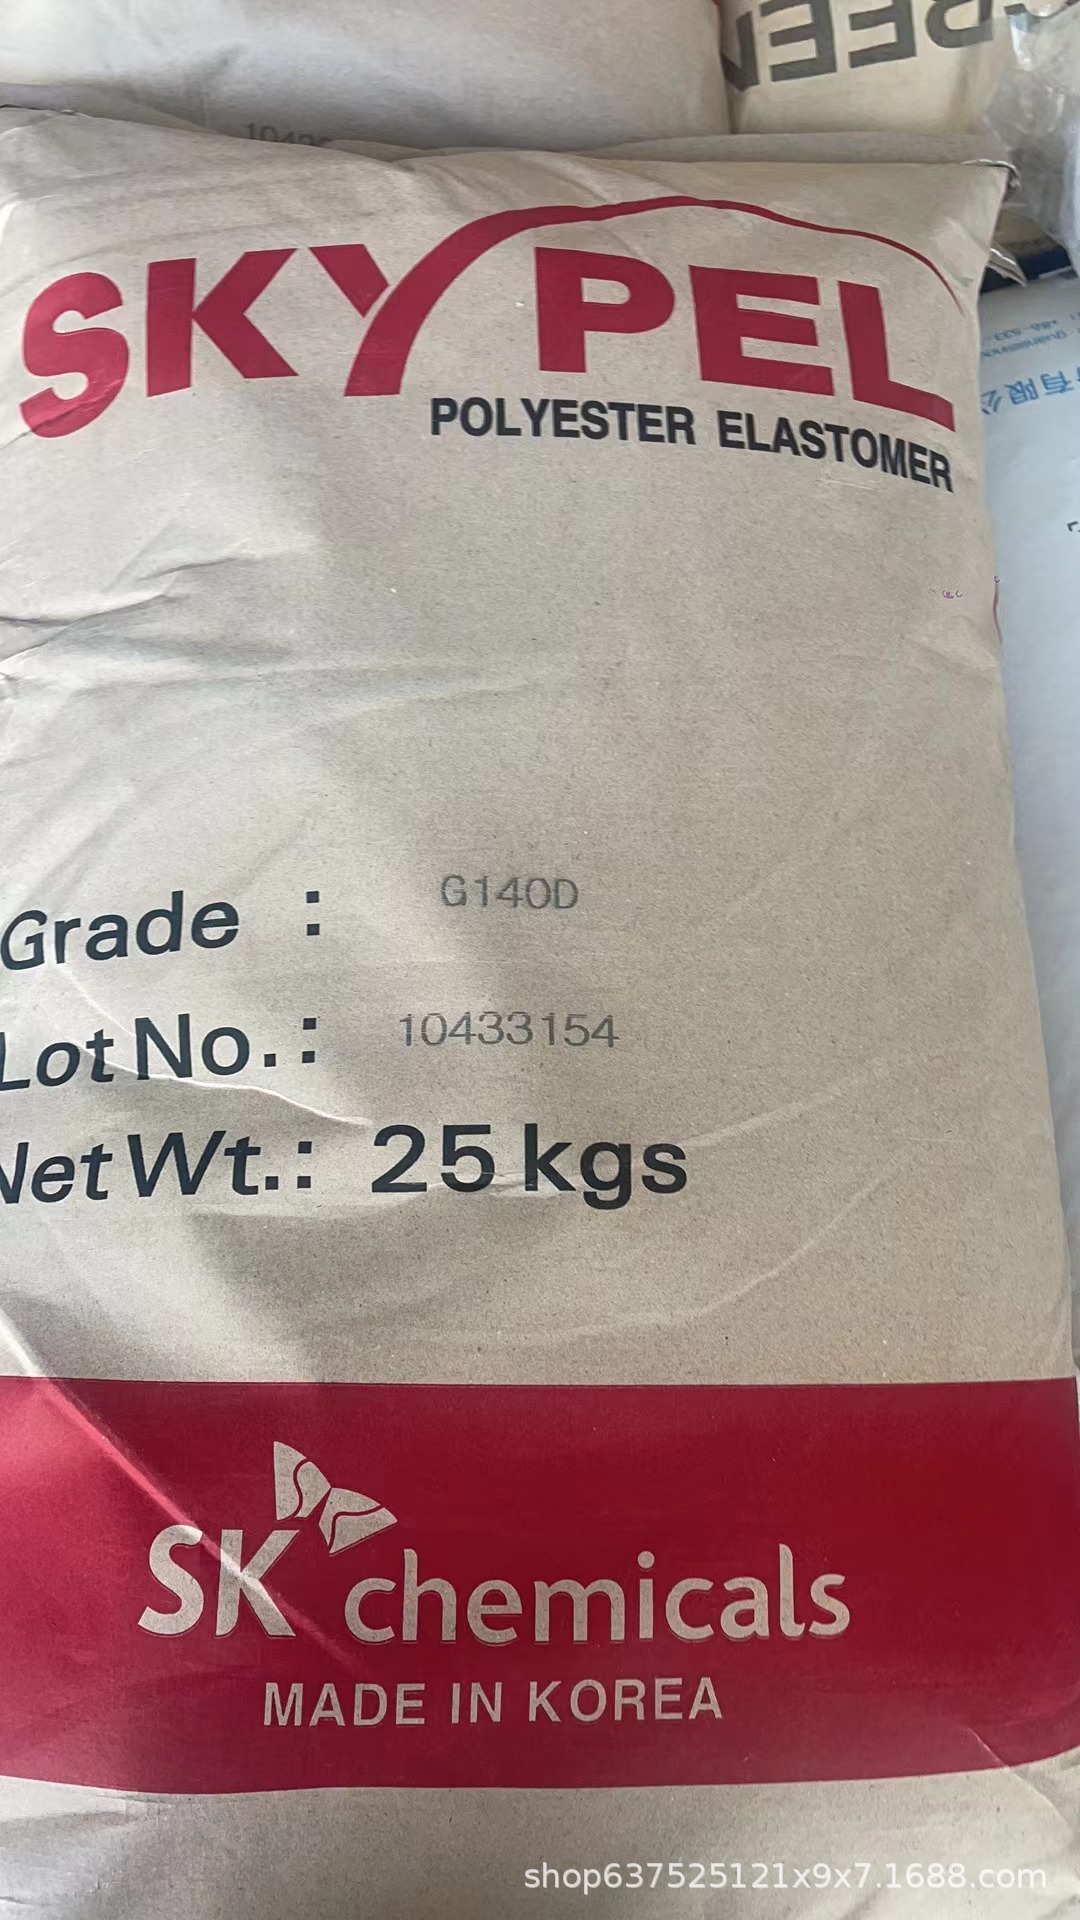 SKYPEL
POLYESTER ELASTOMER
Grade : G140D
Lot No. : 10433154
Net Wt. : 25 kgs
SK chemicals
MADE IN KOREA
shop637525121x9x7.1688.com